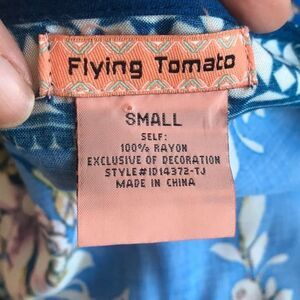 Flying Tomato
SMALL
SELF:
100% RAYON
EXCLUSIVE OF DECORATION
STYLE#ID14372-TJ
MADE IN CHINA